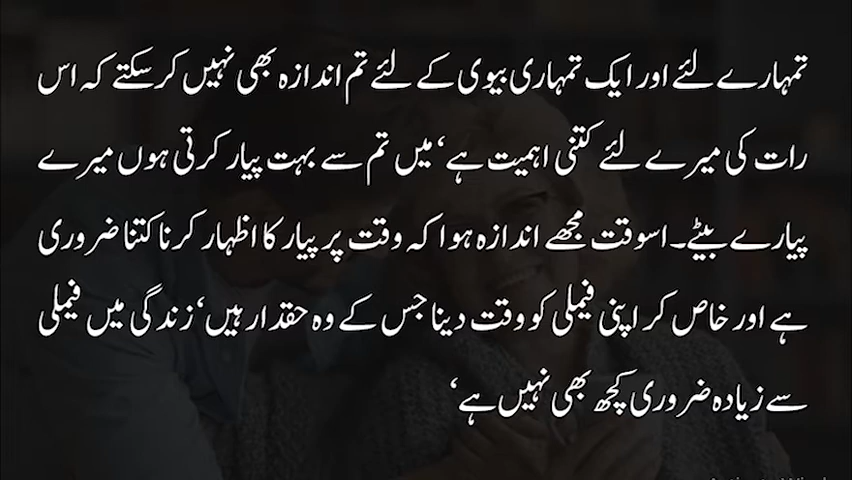 تمہارے لئے اور ایک تمہاری بیوی کے لئے تم اندازہ بھی نہیں کرسکتے کہ اس
رات کی میرے لئے کتنی اہمیت ہے‘ میں تم سے بہت پیار کرتی ہوں میرے
پیارے بیٹے۔ اسوقت مجھے اندازہ ہوا کہ وقت پر پیار کا اظہار کرنا کتنا ضروری
ہے اور خاص کر اپنی فیملی کو وقت دینا جس کے وہ حقدار ہیں‘ زندگی میں فیملی
سے زیادہ ضروری کچھ بھی نہیں ہے‘